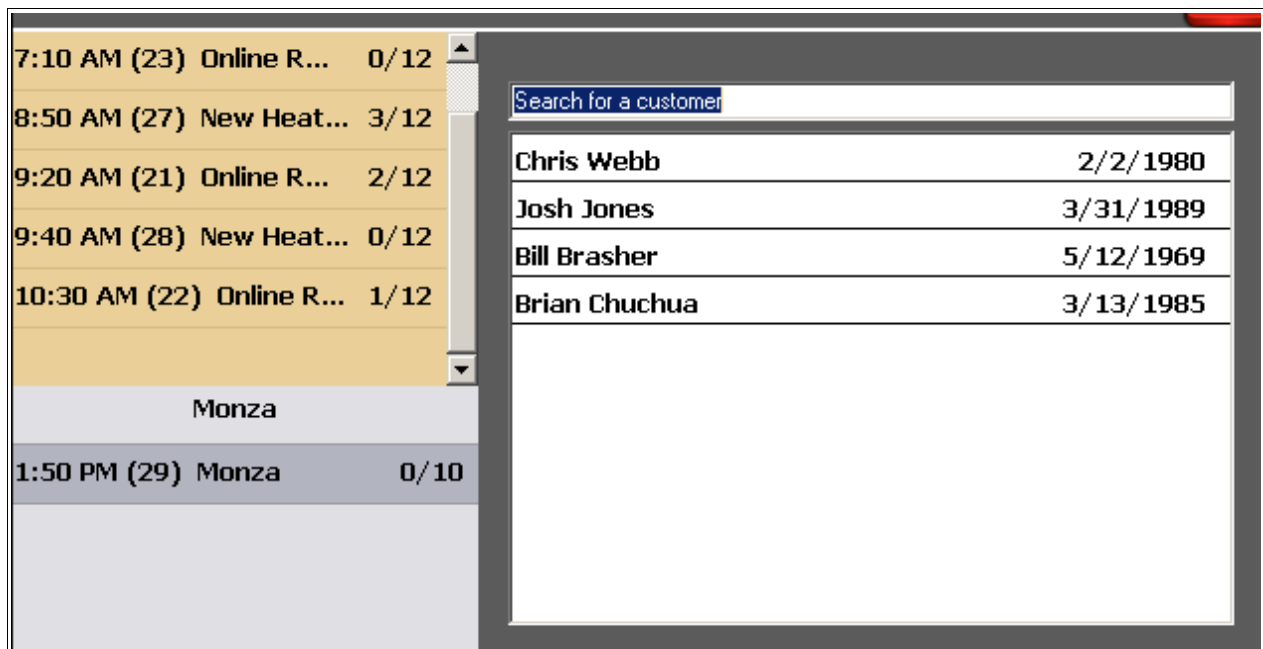 7:10 AM (23) Online R... 0/12
8:50 AM (27) New Heat... 3/12
9:20 AM (21) Online R... 2/12
9:40 AM (28) New Heat... 0/12
10:30 AM (22) Online R... 1/12
Monza
1:50 PM (29) Monza 0/10
Search for a customer
Chris Webb 2/2/1980
Josh Jones 3/31/1989
Bill Brasher 5/12/1969
Brian Chuchua 3/13/1985